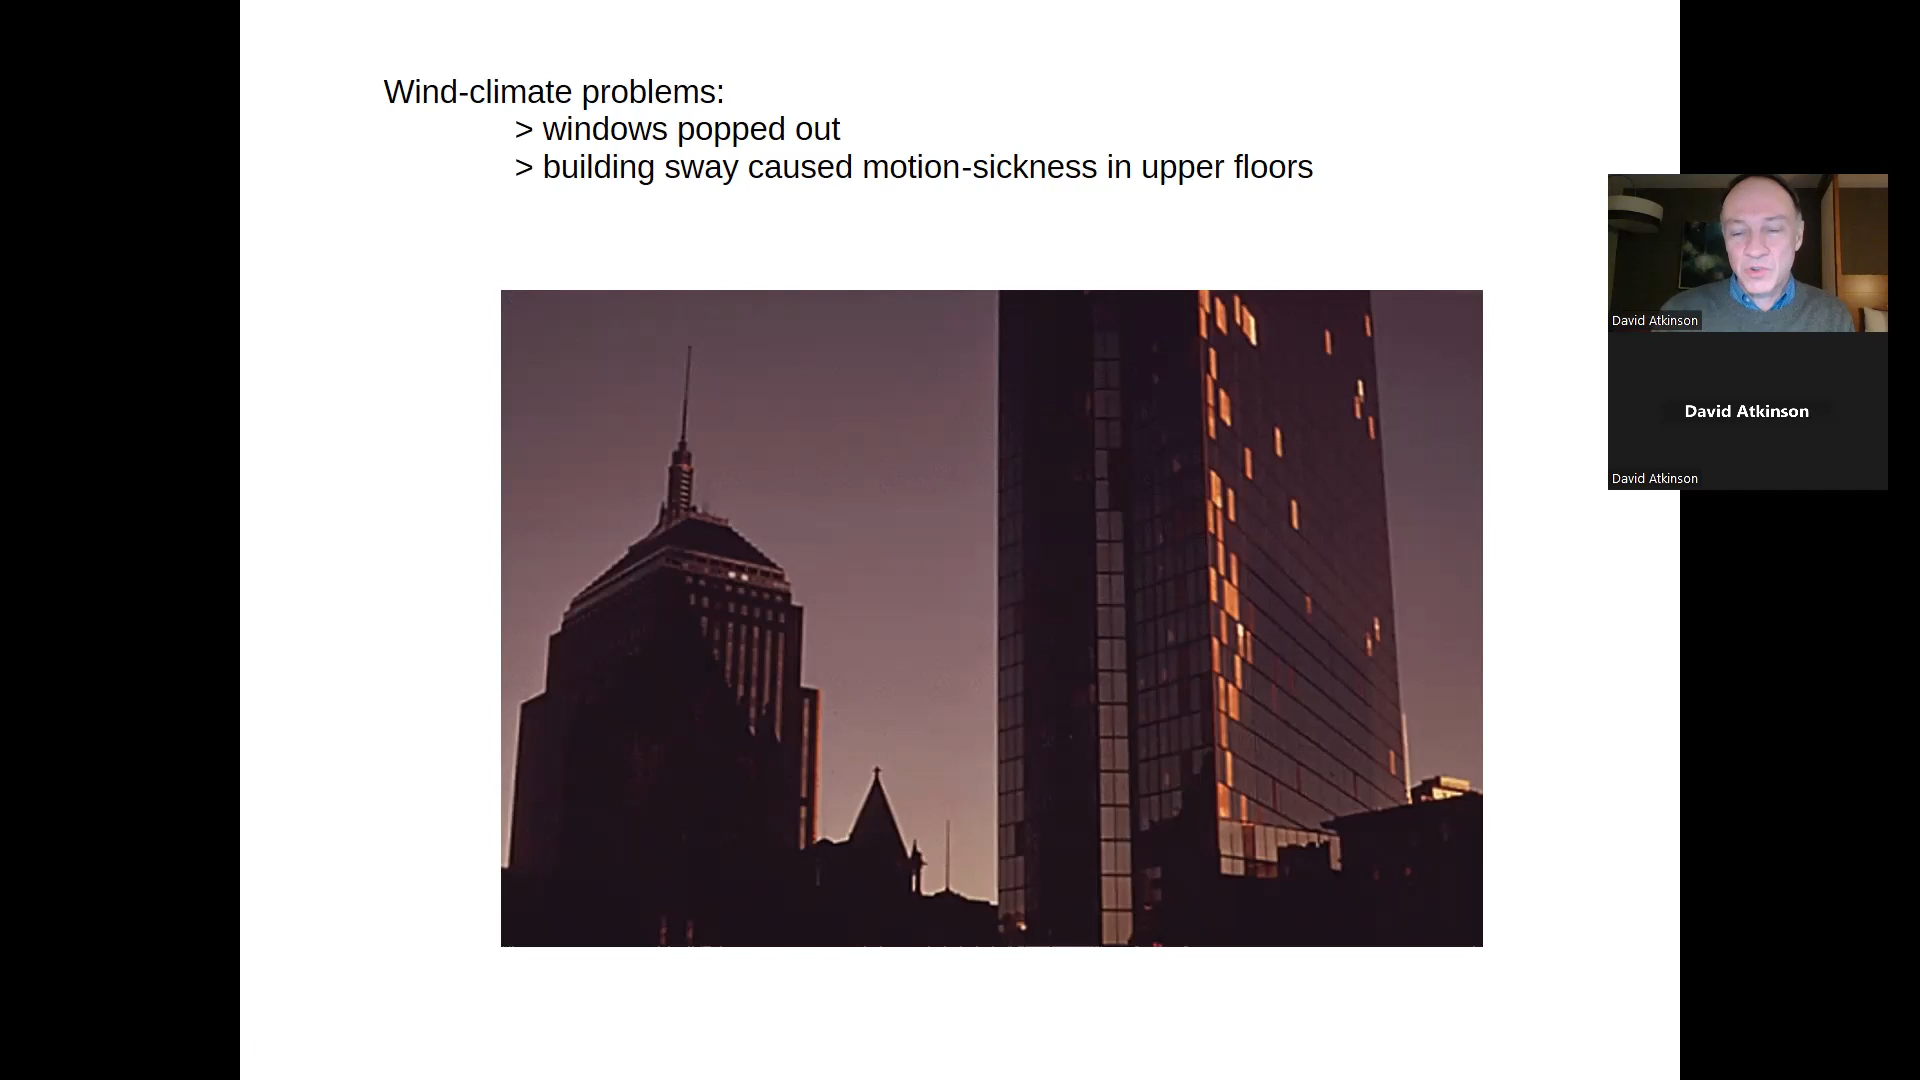 Wind-climate problems:
> windows popped out
> building sway caused motion-sickness in upper floors
David Atkinson
David Atkinson
David Atkinson